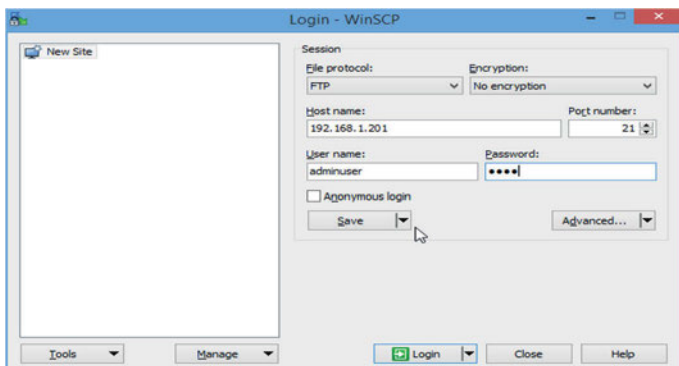 Login - WinSCP
New Site
Session
File protocol: Encryption:
FTP No encryption
Host name: Port number:
192.168.1.201 21
User name: Password:
adminuser ••••
Anonymous login
Save Advanced...
Tools Manage Login Close Help